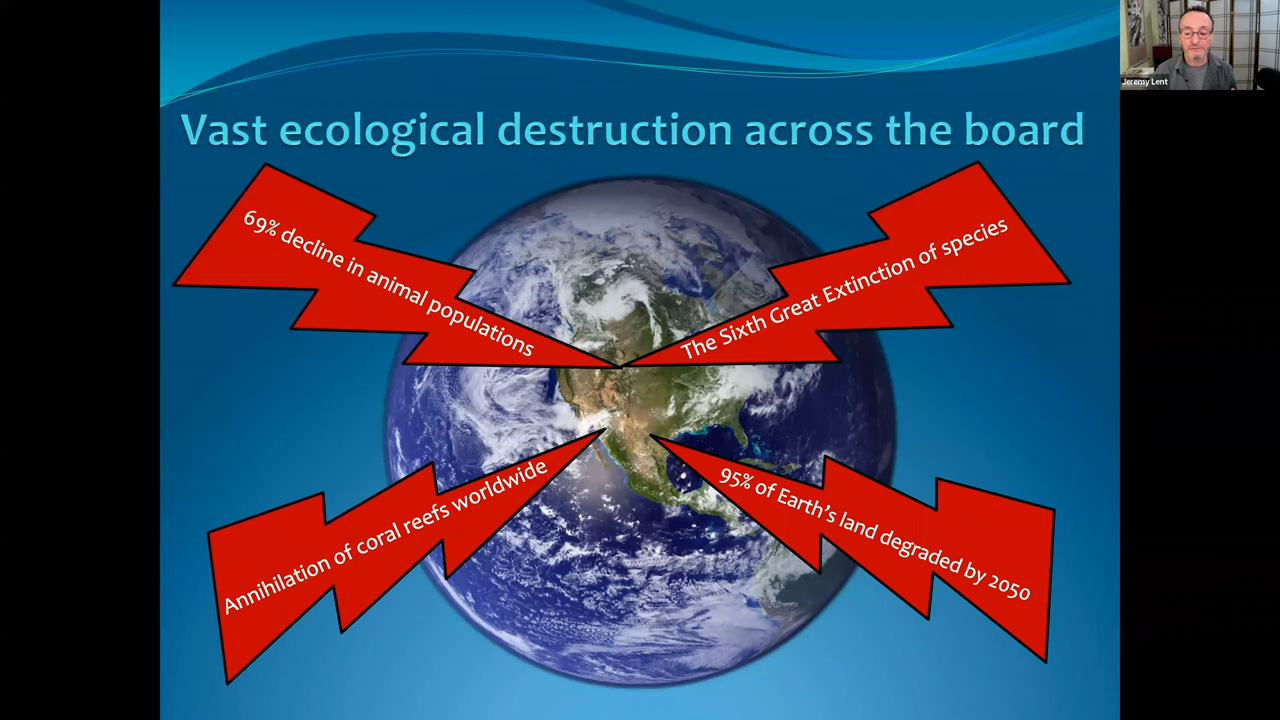 Jeremy Lent
Vast ecological destruction across the board
69% decline in animal populations
The Sixth Great Extinction of species
Annihilation of coral reefs worldwide
95% of Earth's land degraded by 2050